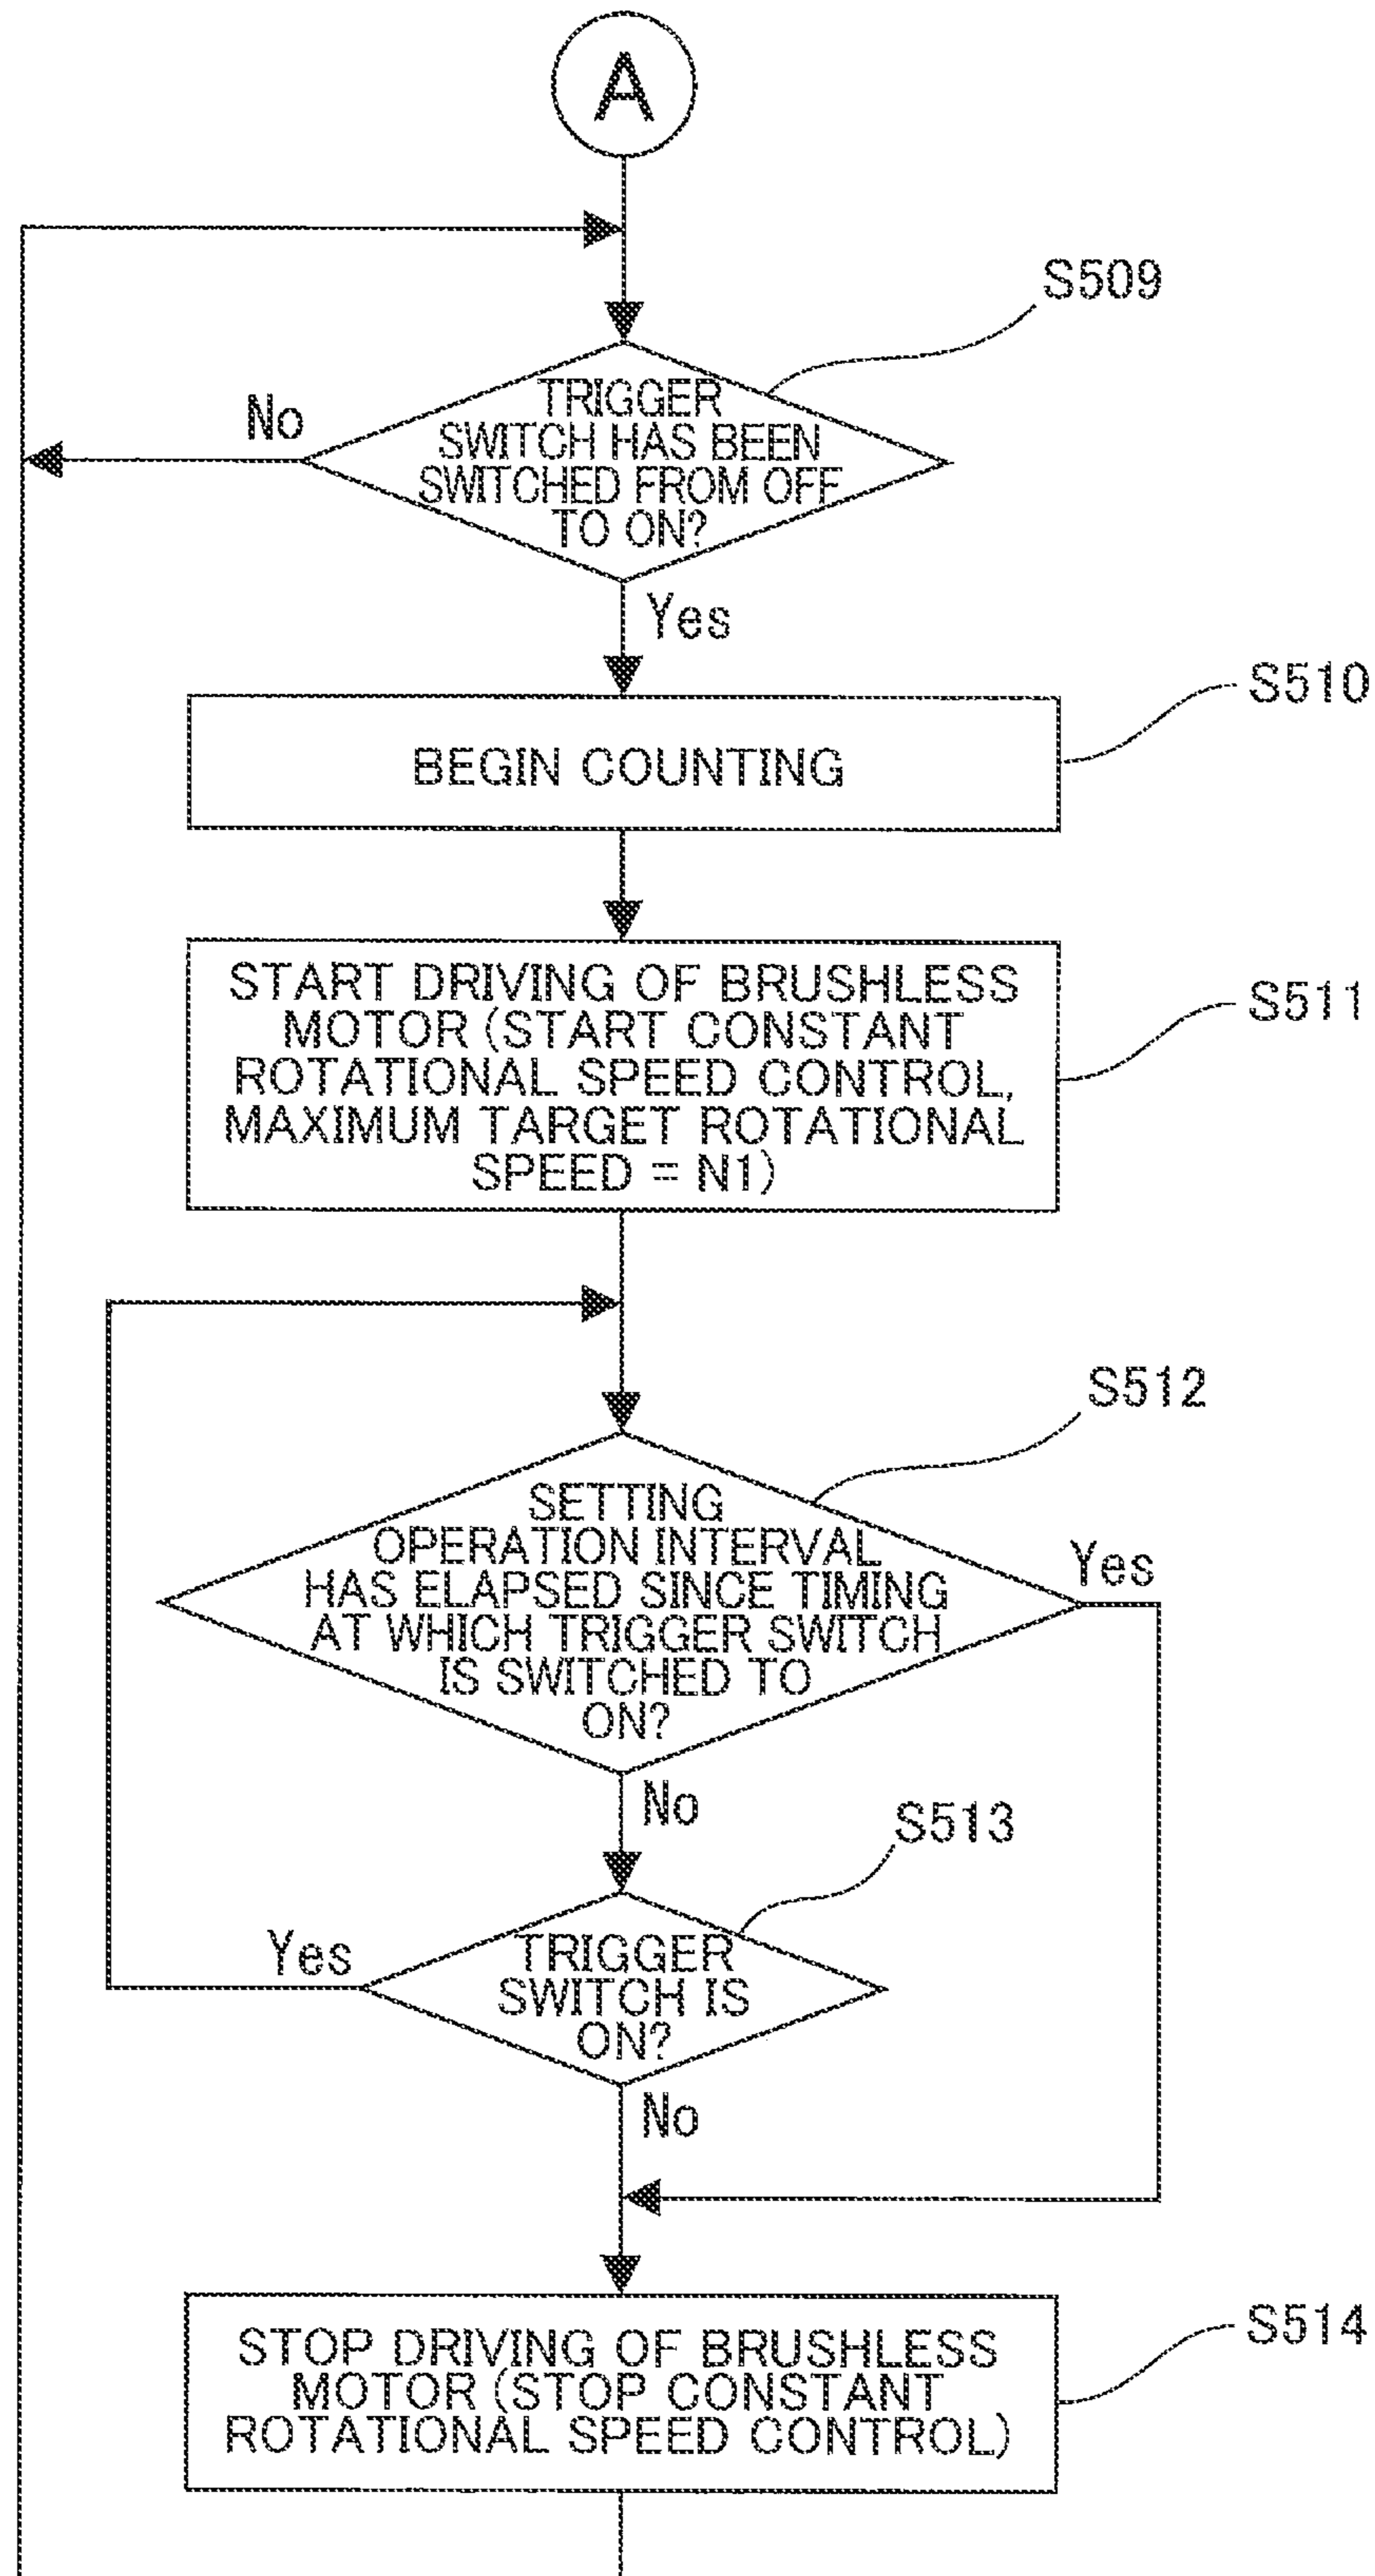 A
S509
No
TRIGGER
SWITCH HAS BEEN
SWITCHED FROM OFF
TO ON?
Yes
S510
BEGIN COUNTING
S511
START DRIVING OF BRUSHLESS
MOTOR (START CONSTANT
ROTATIONAL SPEED CONTROL,
MAXIMUM TARGET ROTATIONAL
SPEED = N1)
S512
SETTING
OPERATION INTERVAL
HAS ELAPSED SINCE TIMING
AT WHICH TRIGGER SWITCH
IS SWITCHED TO
ON?
Yes
No
S513
Yes
TRIGGER
SWITCH IS
ON?
No
S514
STOP DRIVING OF BRUSHLESS
MOTOR (STOP CONSTANT
ROTATIONAL SPEED CONTROL)